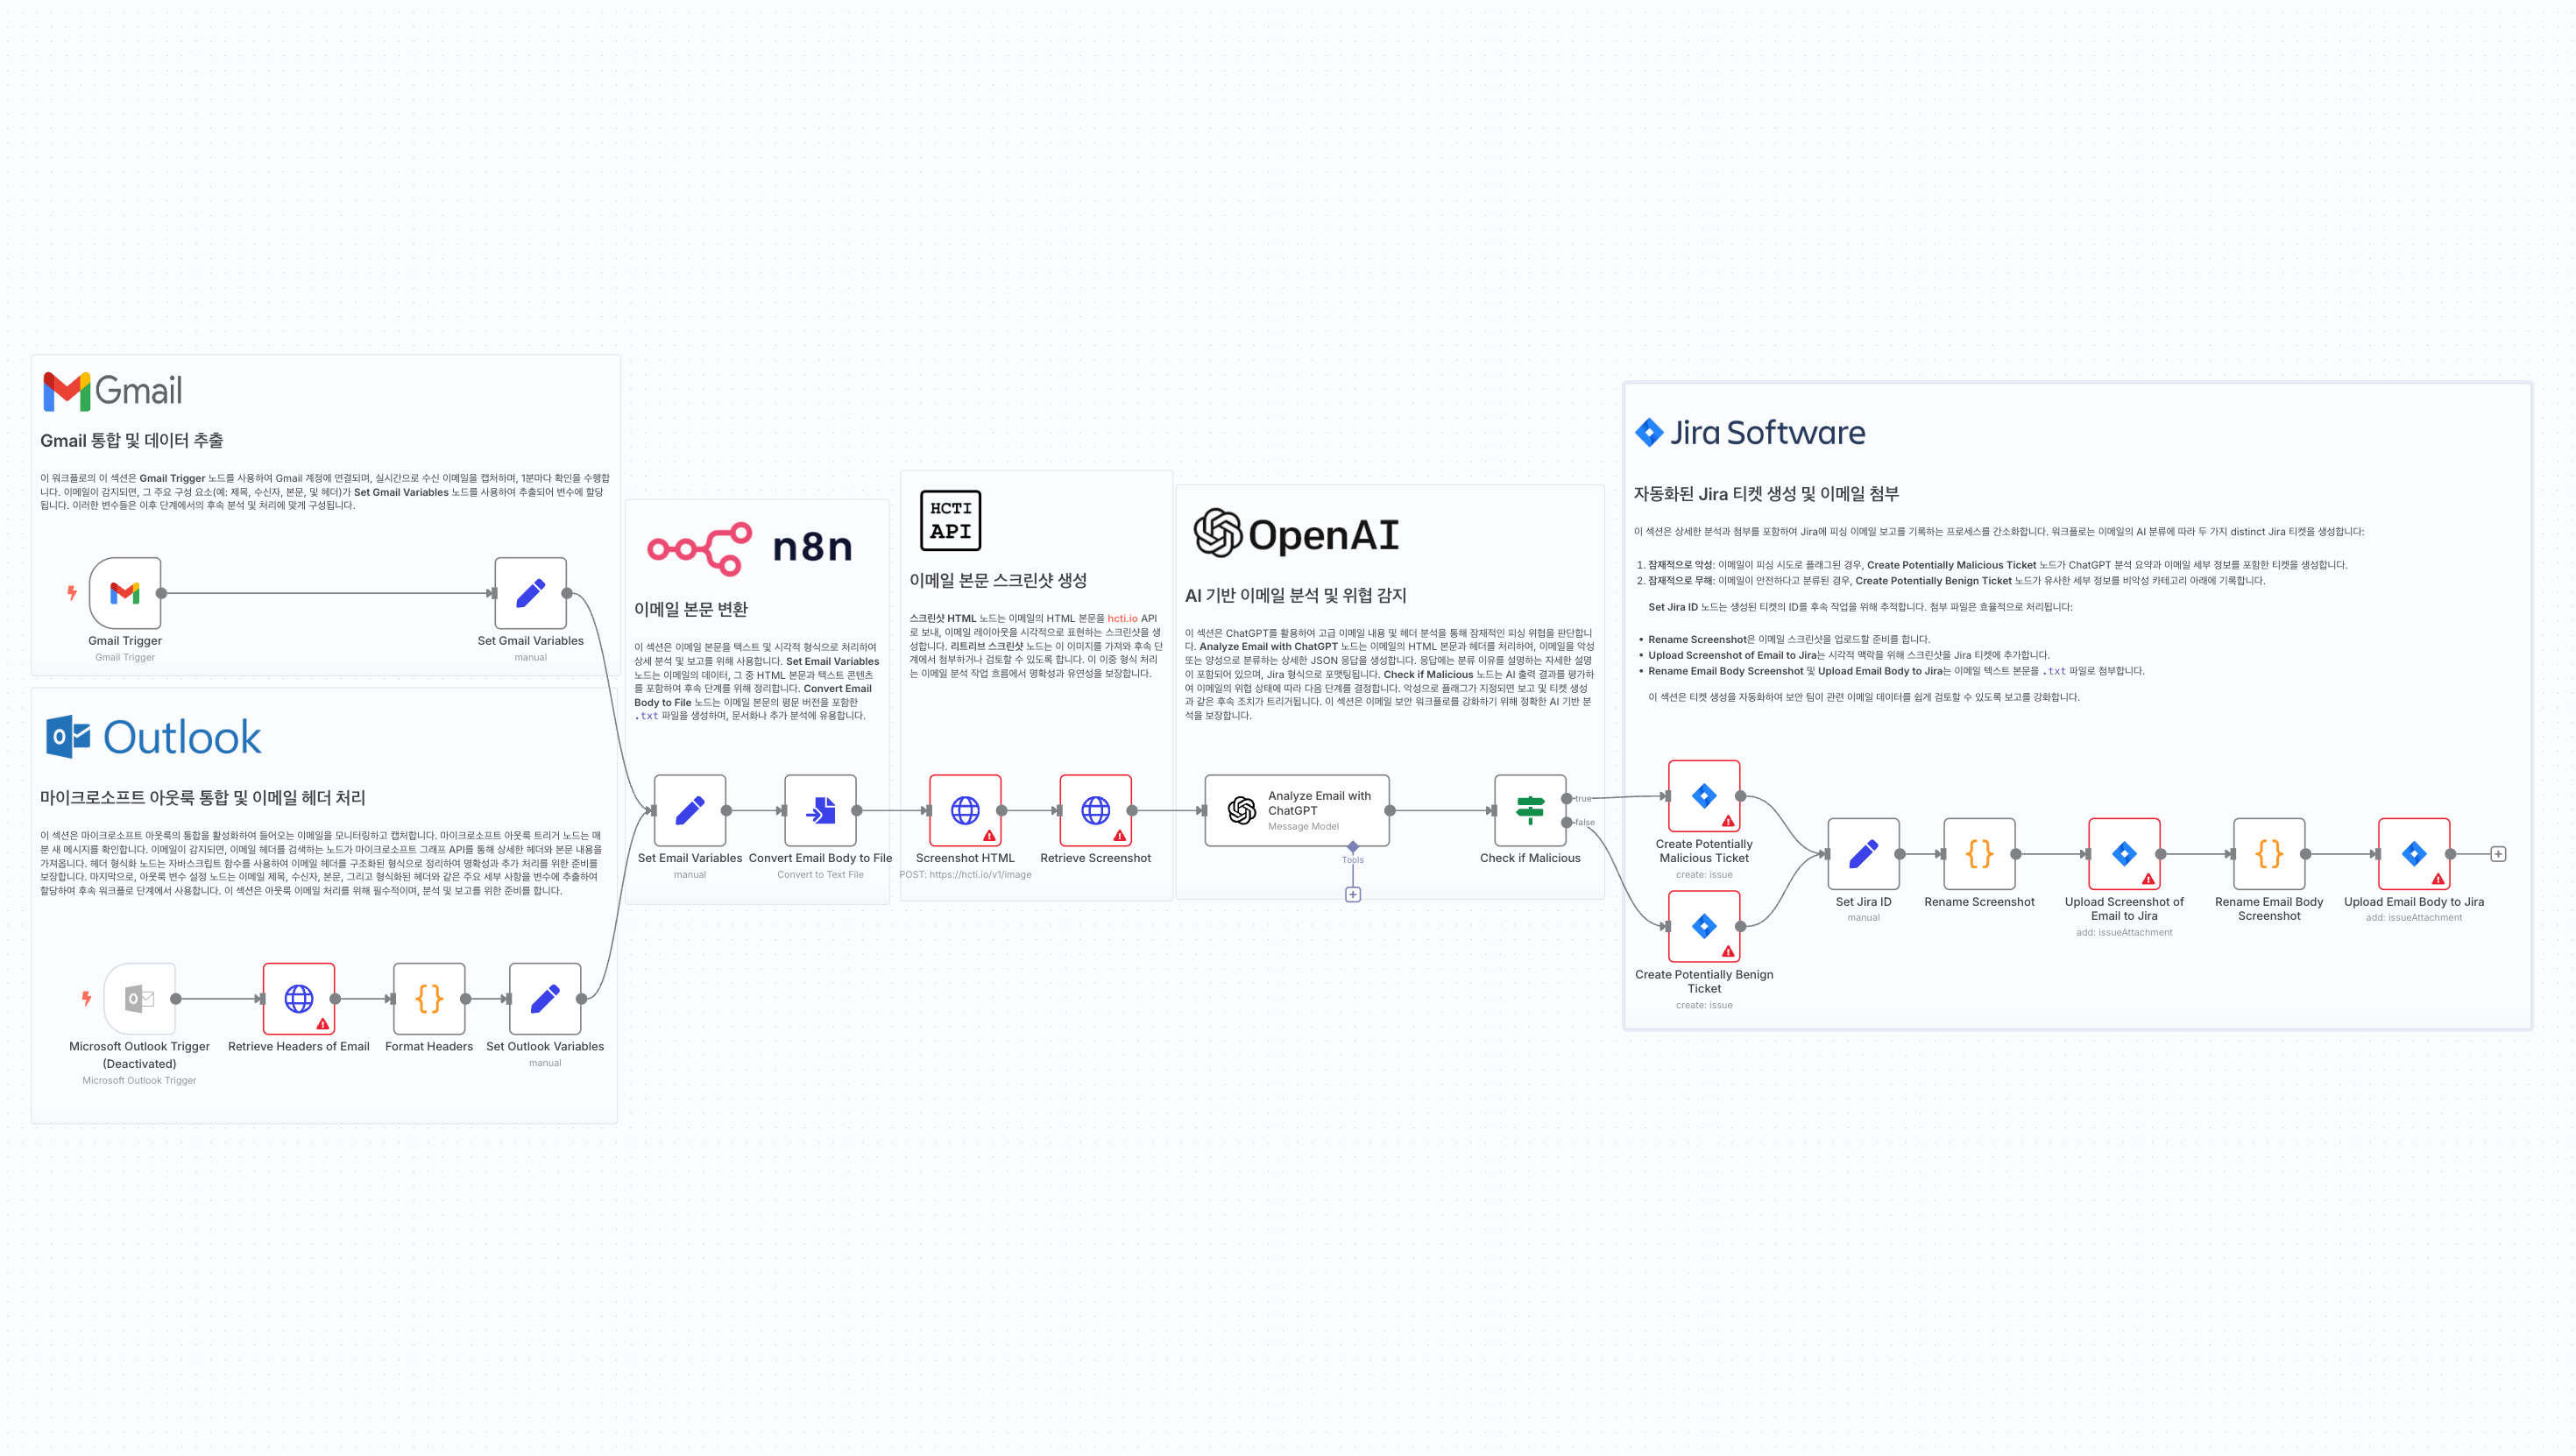 Gmail
Gmail 통합 및 데이터 추출
이 워크플로의 이 섹션은 Gmail Trigger 노드를 사용하여 Gmail 계정에 연결되며, 실시간으로 수신 이메일을 캡처하며, 1분마다 확인을 수행합
니다. 이메일이 감지되면, 그 주요 구성 요소(예: 제목, 수신자, 본문, 및 헤더)가 Set Gmail Variables 노드를 사용하여 추출되어 변수에 할당
됩니다. 이러한 변수들은 이후 단계에서의 후속 분석 및 처리에 맞게 구성됩니다.
Gmail Trigger
Gmail Trigger
Set Gmail Variables
manual
Outlook
마이크로소프트 아웃룩 통합 및 이메일 헤더 처리
이 섹션은 마이크로소프트 아웃룩의 통합을 활성화하여 들어오는 이메일을 모니터링하고 캡처합니다. 마이크로소프트 아웃룩 트리거 노드는 매
분 새 메시지를 확인합니다. 이메일이 감지되면, 이메일 헤더를 검색하는 노드가 마이크로소프트 그래프 API를 통해 상세한 헤더와 본문 내용을
가져옵니다. 헤더 형식화 노드는 자바스크립트 함수를 사용하여 이메일 헤더를 구조화된 형식으로 정리하여 명확성과 추가 처리를 위한 준비를
보장합니다. 마지막으로, 아웃룩 변수 설정 노드는 이메일 제목, 수신자, 본문, 그리고 형식화된 헤더와 같은 주요 세부 사항을 변수에 추출하여
할당하여 후속 워크플로 단계에서 사용합니다. 이 섹션은 아웃룩 이메일 처리를 위해 필수적이며, 분석 및 보고를 위한 준비를 합니다.
Microsoft Outlook Trigger
(Deactivated)
Microsoft Outlook Trigger
Retrieve Headers of Email
Format Headers
Set Outlook Variables
manual
n8n
이메일 본문 변환
이 섹션은 이메일 본문을 텍스트 및 시각적 형식으로 처리하여
상세 분석 및 보고를 위해 사용합니다. Set Email Variables
노드는 이메일의 데이터, 그 중 HTML 본문과 텍스트 콘텐츠
를 포함하여 후속 단계를 위해 정리합니다. Convert Email
Body to File 노드는 이메일 본문의 평문 버전을 포함한
.txt 파일을 생성하며, 문서화나 추가 분석에 유용합니다.
Set Email Variables
manual
Convert Email Body to File
Convert to Text File
HCTI
API
이메일 본문 스크린샷 생성
스크린샷 HTML 노드는 이메일의 HTML 본문을 hcti.io API
로 보내, 이메일 레이아웃을 시각적으로 표현하는 스크린샷을 생
성합니다. 리트리브 스크린샷 노드는 이 이미지를 가져와 후속 단
계에서 첨부하거나 검토할 수 있도록 합니다. 이 이중 형식 처리
는 이메일 분석 작업 흐름에서 명확성과 유연성을 보장합니다.
Screenshot HTML
POST: https://hcti.io/v1/image
Retrieve Screenshot
OpenAI
AI 기반 이메일 분석 및 위협 감지
이 섹션은 ChatGPT를 활용하여 고급 이메일 내용 및 헤더 분석을 통해 잠재적인 피싱 위협을 판단합니
다. Analyze Email with ChatGPT 노드는 이메일의 HTML 본문과 헤더를 처리하여, 이메일을 악성
또는 양성으로 분류하는 상세한 JSON 응답을 생성합니다. 응답에는 분류 이유를 설명하는 자세한 설명
이 포함되어 있으며, Jira 형식으로 포맷팅됩니다. Check if Malicious 노드는 AI 출력 결과를 평가하
여 이메일의 위협 상태에 따라 다음 단계를 결정합니다. 악성으로 플래그가 지정되면 보고 및 티켓 생성
과 같은 후속 조치가 트리거됩니다. 이 섹션은 이메일 보안 워크플로를 강화하기 위해 정확한 AI 기반 분
석을 보장합니다.
Analyze Email with
ChatGPT
Message Model
Tools
Check if Malicious
true
false
Jira Software
자동화된 Jira 티켓 생성 및 이메일 첨부
이 섹션은 상세한 분석과 첨부를 포함하여 Jira에 피싱 이메일 보고를 기록하는 프로세스를 간소화합니다. 워크플로는 이메일의 AI 분류에 따라 두 가지 distinct Jira 티켓을 생성합니다:
1. 잠재적으로 악성: 이메일이 피싱 시도로 플래그된 경우, Create Potentially Malicious Ticket 노드가 ChatGPT 분석 요약과 이메일 세부 정보를 포함한 티켓을 생성합니다.
2. 잠재적으로 무해: 이메일이 안전하다고 분류된 경우, Create Potentially Benign Ticket 노드가 유사한 세부 정보를 비악성 카테고리 아래에 기록합니다.
Set Jira ID 노드는 생성된 티켓의 ID를 후속 작업을 위해 추적합니다. 첨부 파일은 효율적으로 처리됩니다:
• Rename Screenshot은 이메일 스크린샷을 업로드할 준비를 합니다.
• Upload Screenshot of Email to Jira는 시각적 맥락을 위해 스크린샷을 Jira 티켓에 추가합니다.
• Rename Email Body Screenshot 및 Upload Email Body to Jira는 이메일 텍스트 본문을 .txt 파일로 첨부합니다.
이 섹션은 티켓 생성을 자동화하여 보안 팀이 관련 이메일 데이터를 쉽게 검토할 수 있도록 보고를 강화합니다.
Create Potentially
Malicious Ticket
create: issue
Create Potentially Benign
Ticket
create: issue
Set Jira ID
manual
Rename Screenshot
Upload Screenshot of
Email to Jira
add: issueAttachment
Rename Email Body
Screenshot
Upload Email Body to Jira
add: issueAttachment